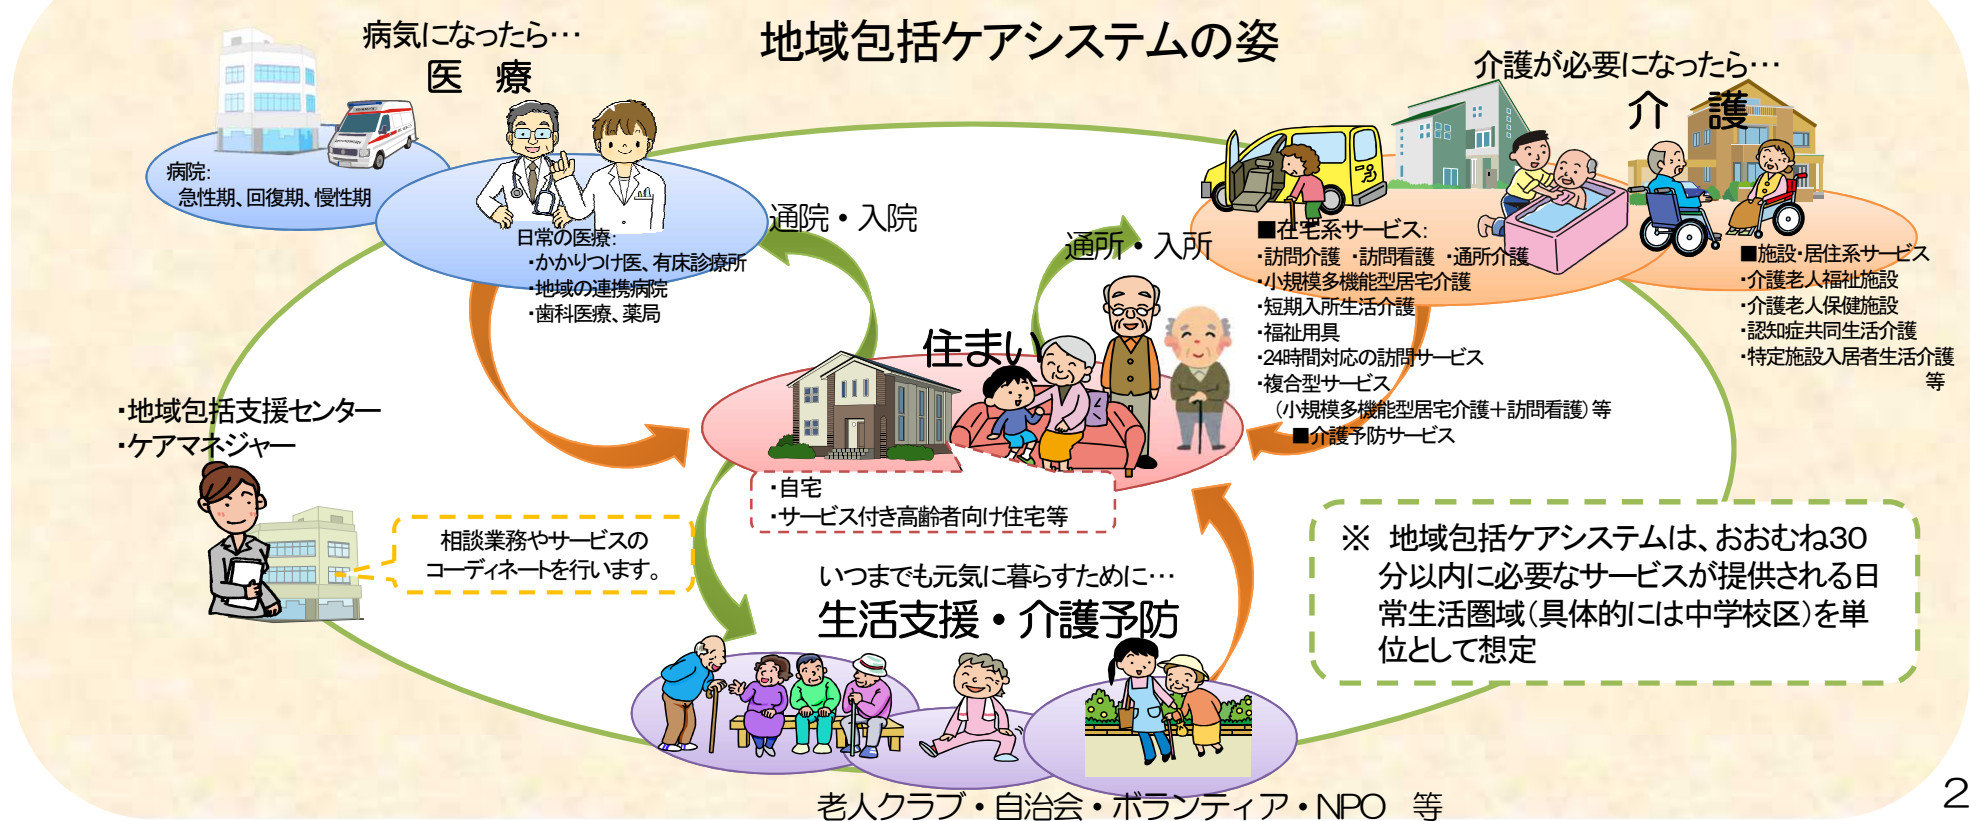 地域包括ケアシステムの姿
病気になったら…
医 療
病院:
急性期、回復期、慢性期
日常の医療:
・かかりつけ医、有床診療所
・地域の連携病院
・歯科医療、薬局
通院・入院
通所・入所
介護が必要になったら…
介 護
■在宅系サービス:
・訪問介護 ・訪問看護 ・通所介護
・小規模多機能型居宅介護
・短期入所生活介護
・福祉用具
・24時間対応の訪問サービス
・複合型サービス
(小規模多機能型居宅介護+訪問看護)等
■介護予防サービス
■施設・居住系サービス
・介護老人福祉施設
・介護老人保健施設
・認知症共同生活介護
・特定施設入居者生活介護
等
住まい
・自宅
・サービス付き高齢者向け住宅等
・地域包括支援センター
・ケアマネジャー
相談業務やサービスの
コーディネートを行います。
いつまでも元気に暮らすために…
生活支援・介護予防
老人クラブ・自治会・ボランティア・NPO 等
※ 地域包括ケアシステムは、おおむね30
分以内に必要なサービスが提供される日
常生活圏域(具体的には中学校区)を単
位として想定
2